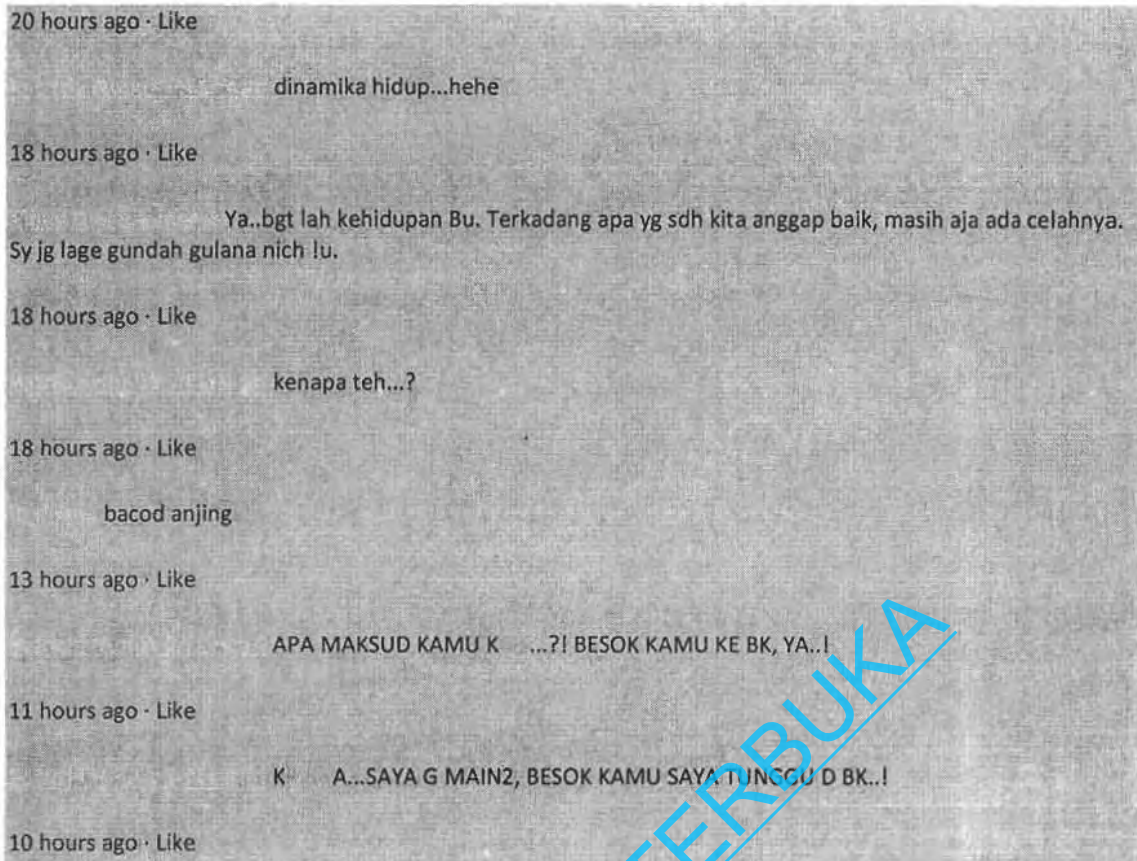 20 hours ago · Like
dinamika hidup...hehe
18 hours ago · Like
Ya..bgt lah kehidupan Bu. Terkadang apa yg sdh kita anggap baik, masih aja ada celahnya.
Sy jg lage gundah gulana nich !u.
18 hours ago · Like
kenapa teh...?
18 hours ago · Like
bacod anjing
13 hours ago · Like
APA MAKSUD KAMU K ...?! BESOK KAMU KE BK, YA..!
11 hours ago · Like
K A...SAYA G MAIN2, BESOK KAMU SAYA TUNGGU D BK..!
10 hours ago · Like
TERBUKA